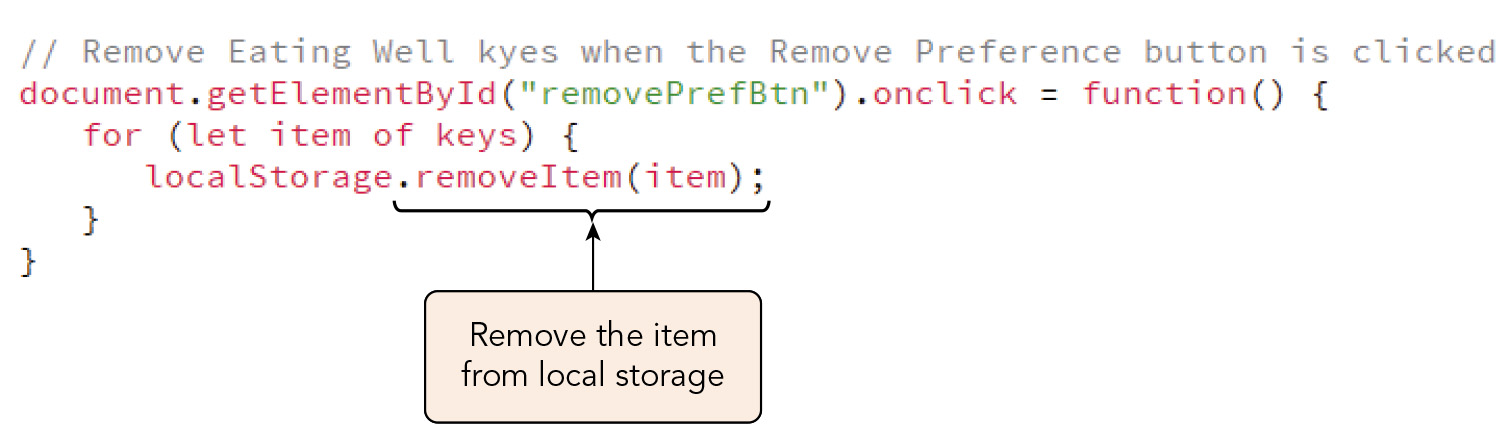 // Remove Eating Well kyes when the Remove Preference button is clicked
document.getElementById("removePrefBtn").onclick = function() {
   for (let item of keys) {
      localStorage.removeItem(item);
   }
}
Remove the item
from local storage